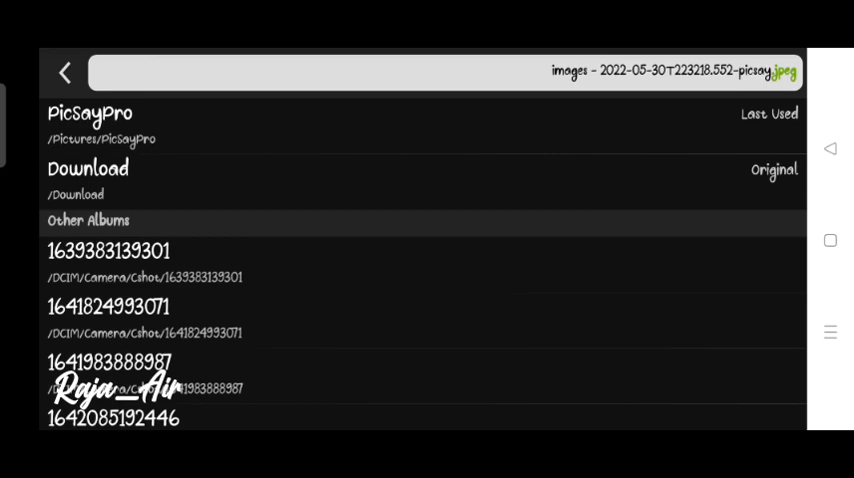 images - 2022-05-30T223218.552-picsay.jpeg
PicSayPro
Last Used
/Pictures/PicSayPro
Download
Original
/Download
Other Albums
1639383139301
/DCIM/Camera/Cshot/1639383139301
1641824993071
/DCIM/Camera/Cshot/1641824993071
1641983888987
Raja_Air
1642085192446